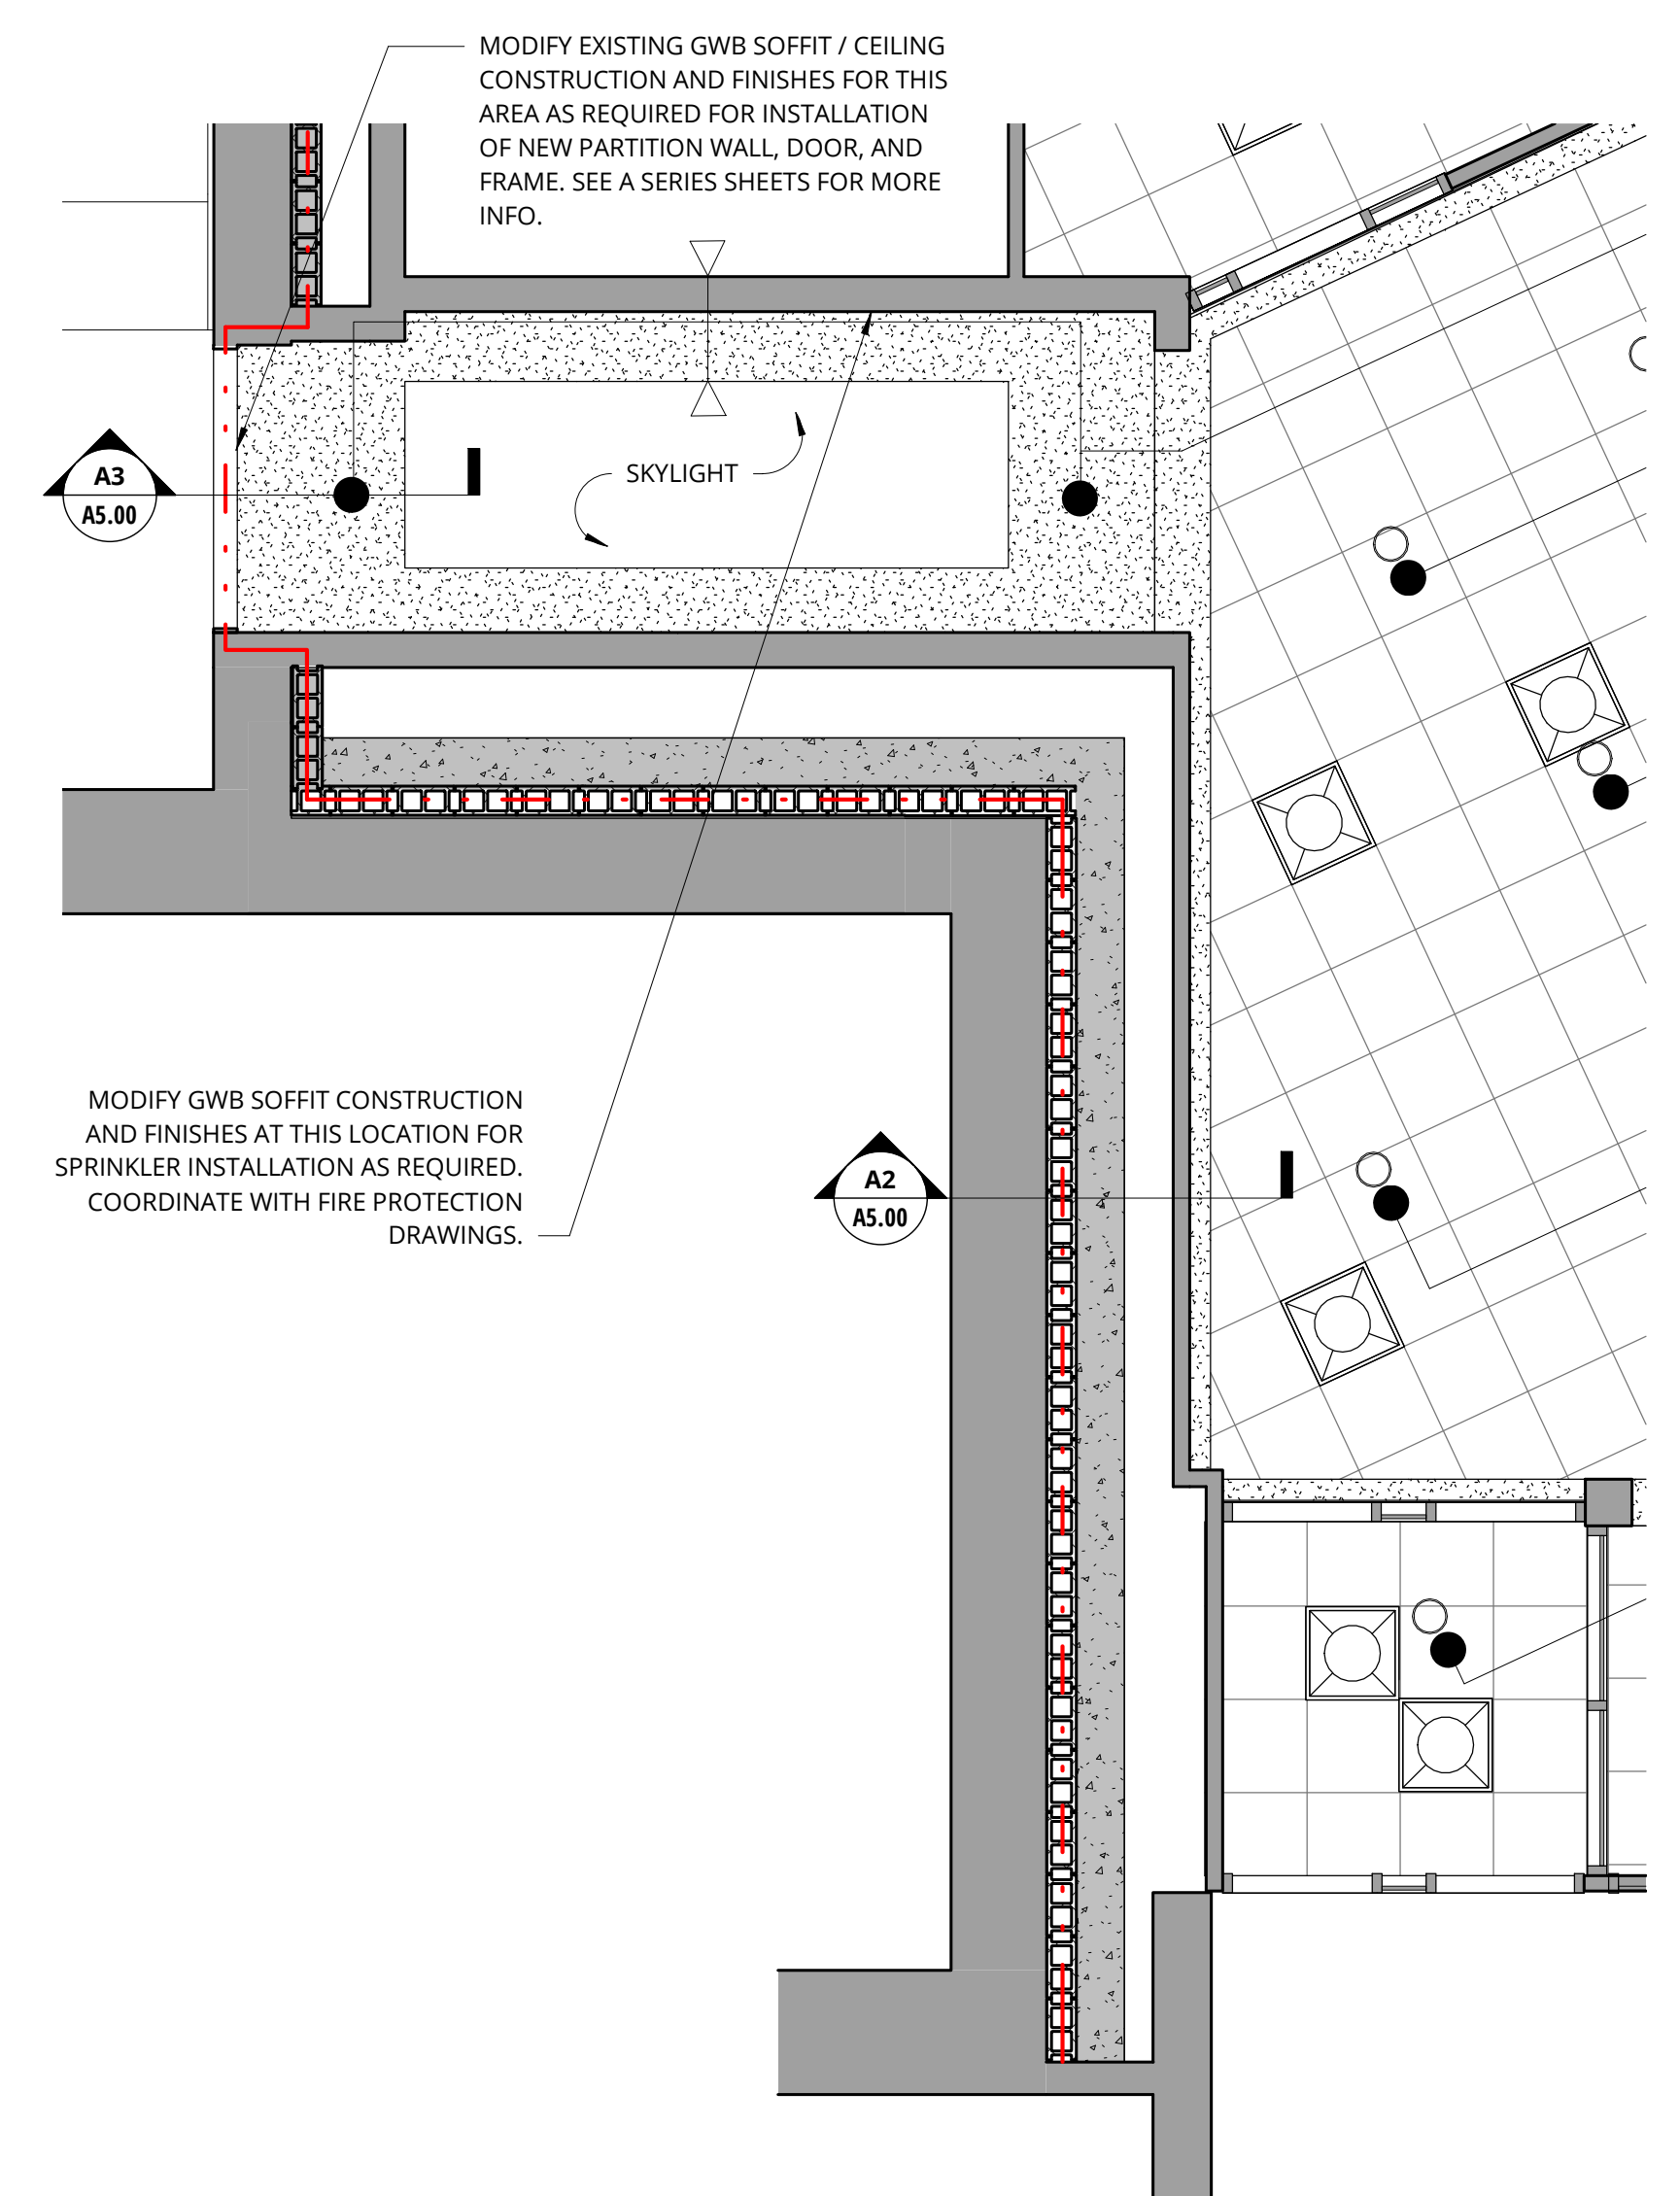 MODIFY EXISTING GWB SOFFIT / CEILING
CONSTRUCTION AND FINISHES FOR THIS
AREA AS REQUIRED FOR INSTALLATION
OF NEW PARTITION WALL, DOOR, AND
FRAME. SEE A SERIES SHEETS FOR MORE
INFO.
A3
A5.00
SKYLIGHT
MODIFY GWB SOFFIT CONSTRUCTION
AND FINISHES AT THIS LOCATION FOR
SPRINKLER INSTALLATION AS REQUIRED.
COORDINATE WITH FIRE PROTECTION
DRAWINGS.
A2
A5.00